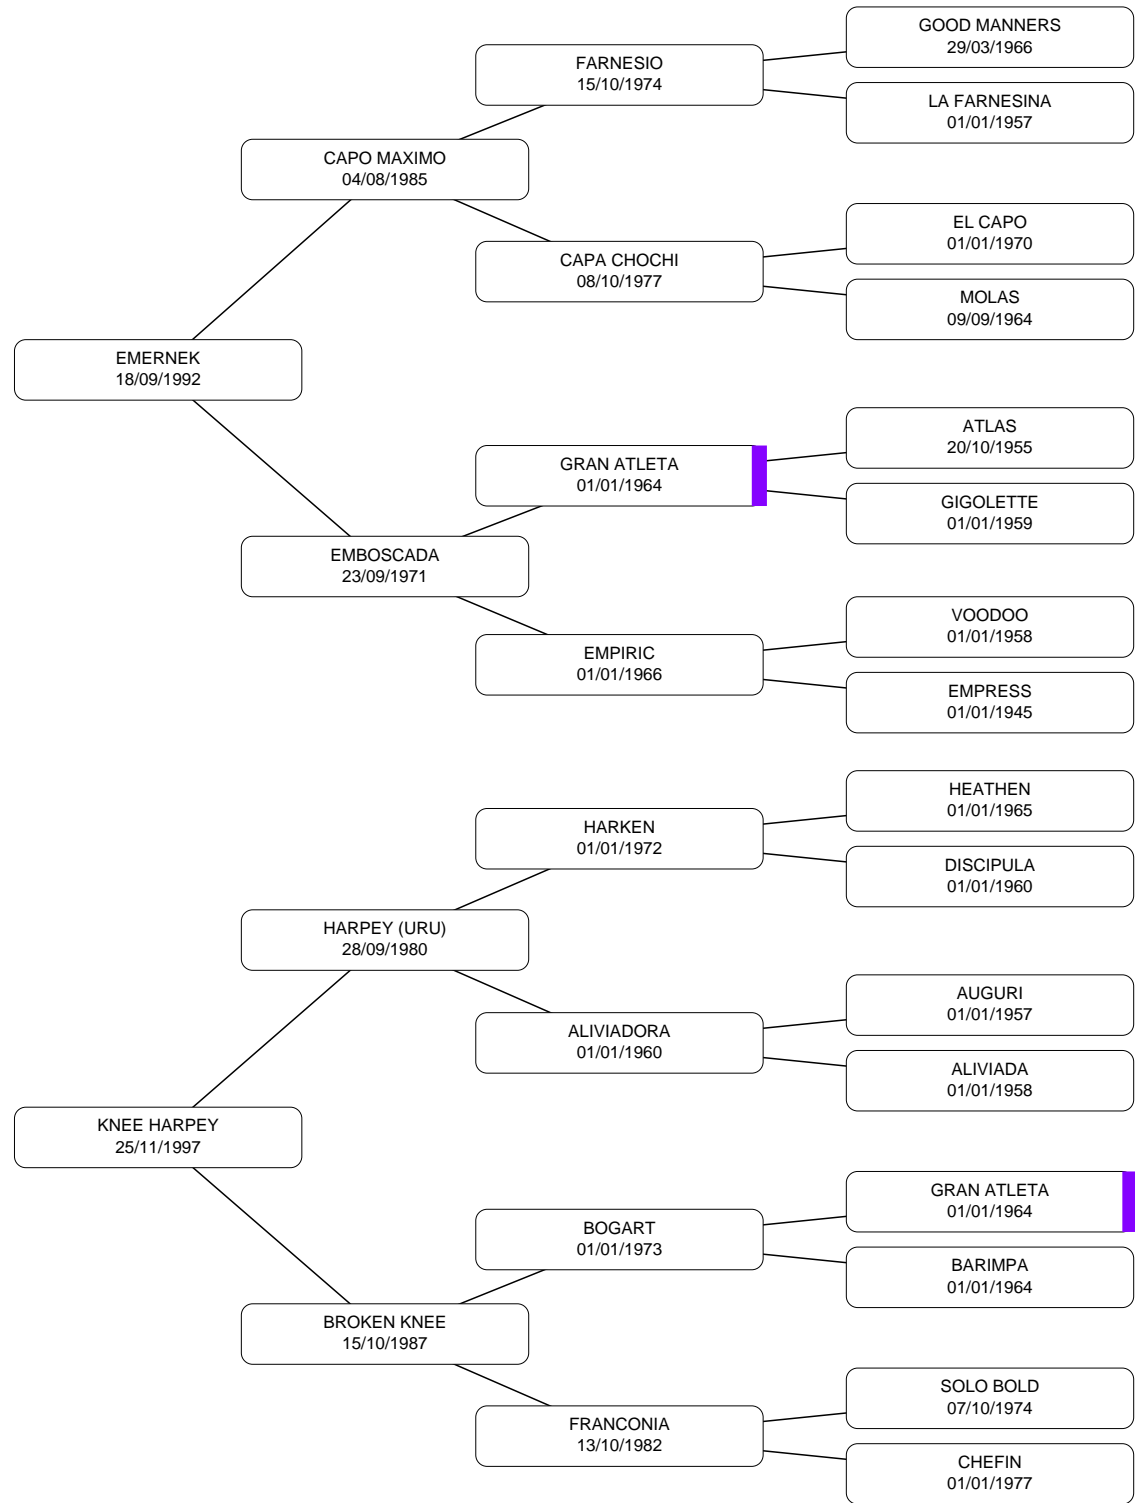 GOOD MANNERS
29/03/1966
FARNESIO
15/10/1974
LA FARNESINA
01/01/1957
CAPO MAXIMO
04/08/1985
EL CAPO
01/01/1970
CAPA CHOCHI
08/10/1977
MOLAS
09/09/1964
EMERNEK
18/09/1992
ATLAS
20/10/1955
GRAN ATLETA
01/01/1964
GIGOLETTE
01/01/1959
EMBOSCADA
23/09/1971
VOODOO
01/01/1958
EMPIRIC
01/01/1966
EMPRESS
01/01/1945
HEATHEN
01/01/1965
HARKEN
01/01/1972
DISCIPULA
01/01/1960
HARPEY (URU)
28/09/1980
AUGURI
01/01/1957
ALIVIADORA
01/01/1960
ALIVIADA
01/01/1958
KNEE HARPEY
25/11/1997
GRAN ATLETA
01/01/1964
BOGART
01/01/1973
BARIMPA
01/01/1964
BROKEN KNEE
15/10/1987
SOLO BOLD
07/10/1974
FRANCONIA
13/10/1982
CHEFIN
01/01/1977